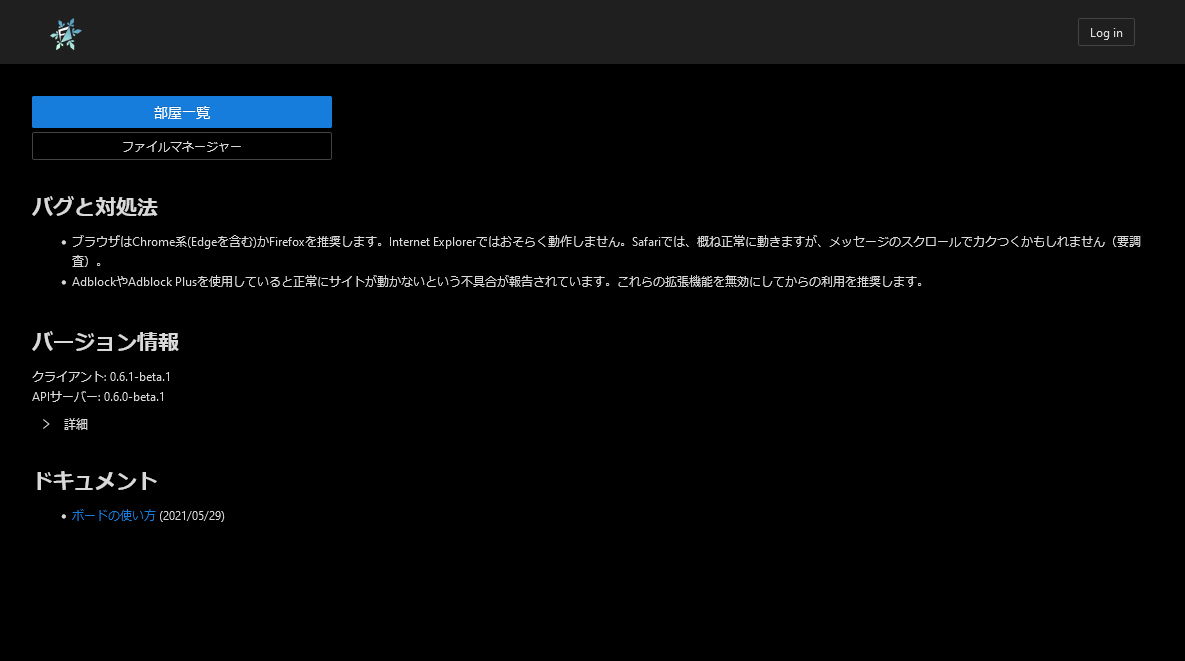 F
Log in
部屋一覧
ファイルマネージャー
バグと対処法
• ブラウザはChrome系(Edgeを含む)かFirefoxを推奨します。Internet Explorerではおそらく動作しません。Safariでは、概ね正常に動きますが、メッセージのスクロールでカクつくかもしれません（要調
査）。
• AdblockやAdblock Plusを使用していると正常にサイトが動かないという不具合が報告されています。これらの拡張機能を無効にしてからの利用を推奨します。
バージョン情報
クライアント: 0.6.1-beta.1
APIサーバー: 0.6.0-beta.1
詳細
ドキュメント
• ボードの使い方 (2021/05/29)